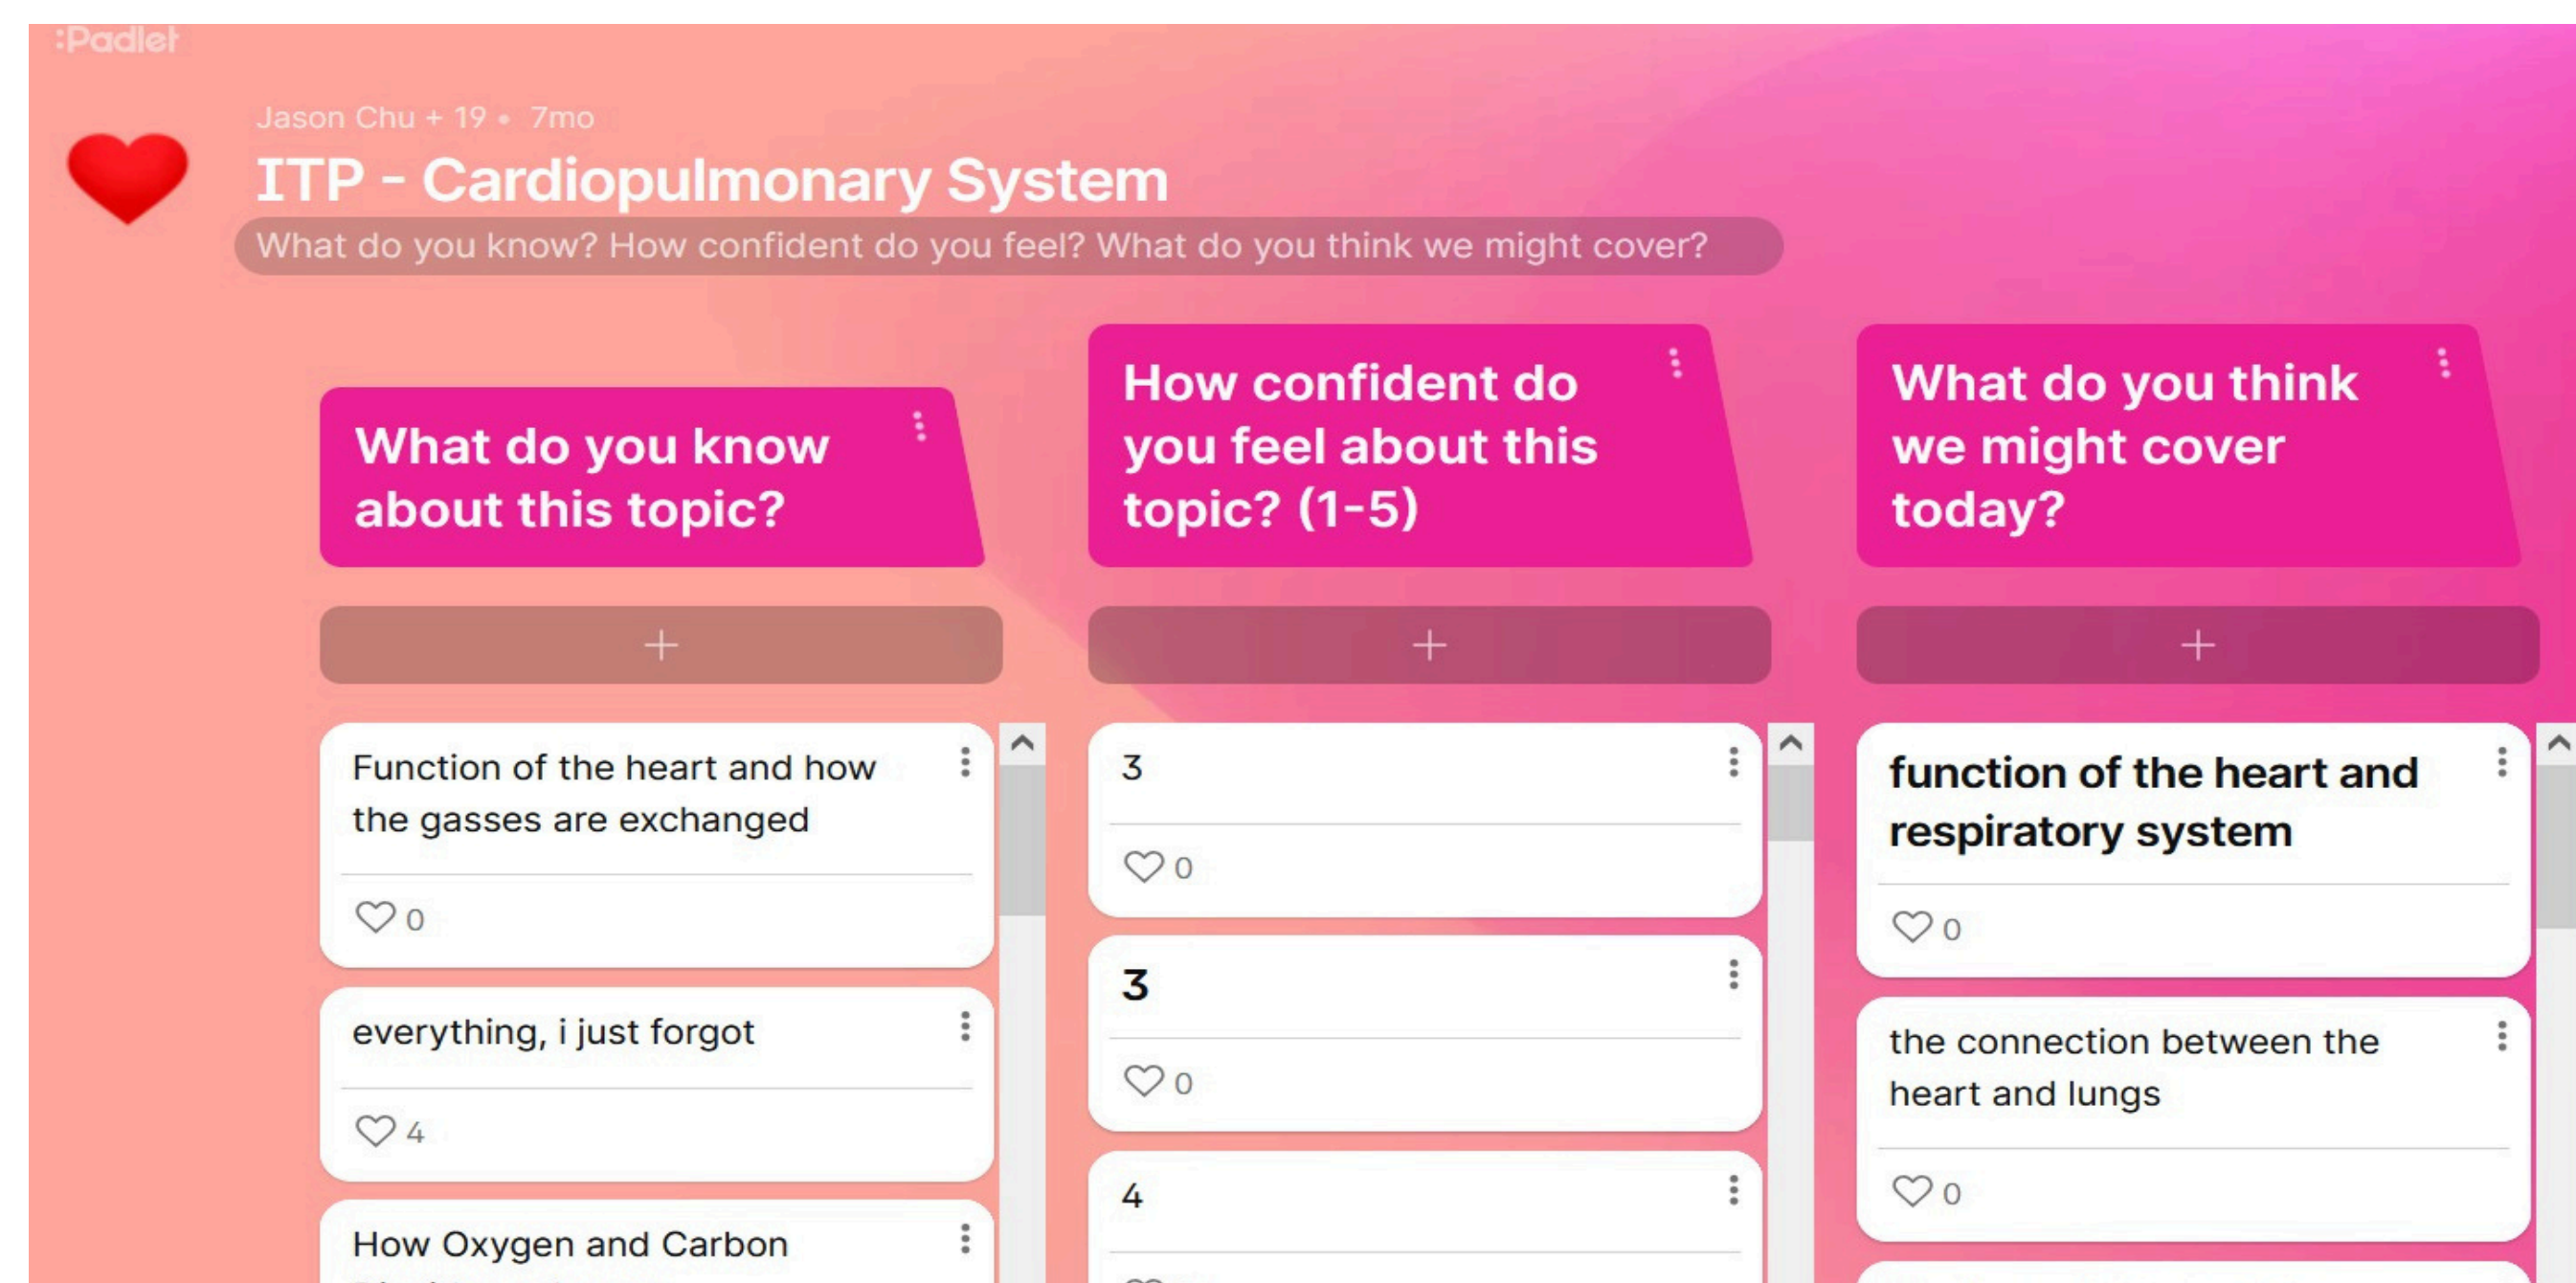 :Padlet
Jason Chu + 19 • 7mo
ITP - Cardiopulmonary System
What do you know? How confident do you feel? What do you think we might cover?
What do you know
about this topic?
+
Function of the heart and how
the gasses are exchanged
0
everything, i just forgot
4
How Oxygen and Carbon
How confident do
you feel about this
topic? (1-5)
+
3
0
3
0
4
What do you think
we might cover
today?
+
function of the heart and
respiratory system
0
the connection between the
heart and lungs
0